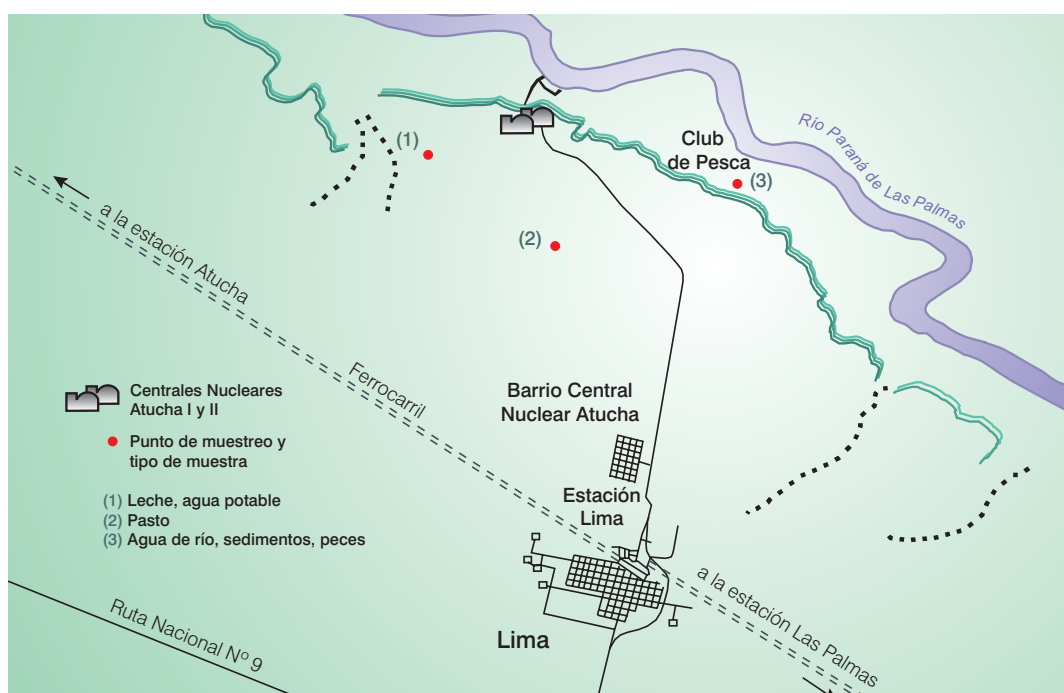 (1)
Club
de Pesca
(3)
Río Paraná de Las Palmas
(2)
a la estación Atucha
Ferrocarril
Centrales Nucleares
Atucha I y II
Punto de muestreo y
tipo de muestra
(1) Leche, agua potable
(2) Pasto
(3) Agua de río, sedimentos, peces
Barrio Central
Nuclear Atucha
Estación
Lima
a la estación Las Palmas
Lima
Ruta Nacional Nº 9